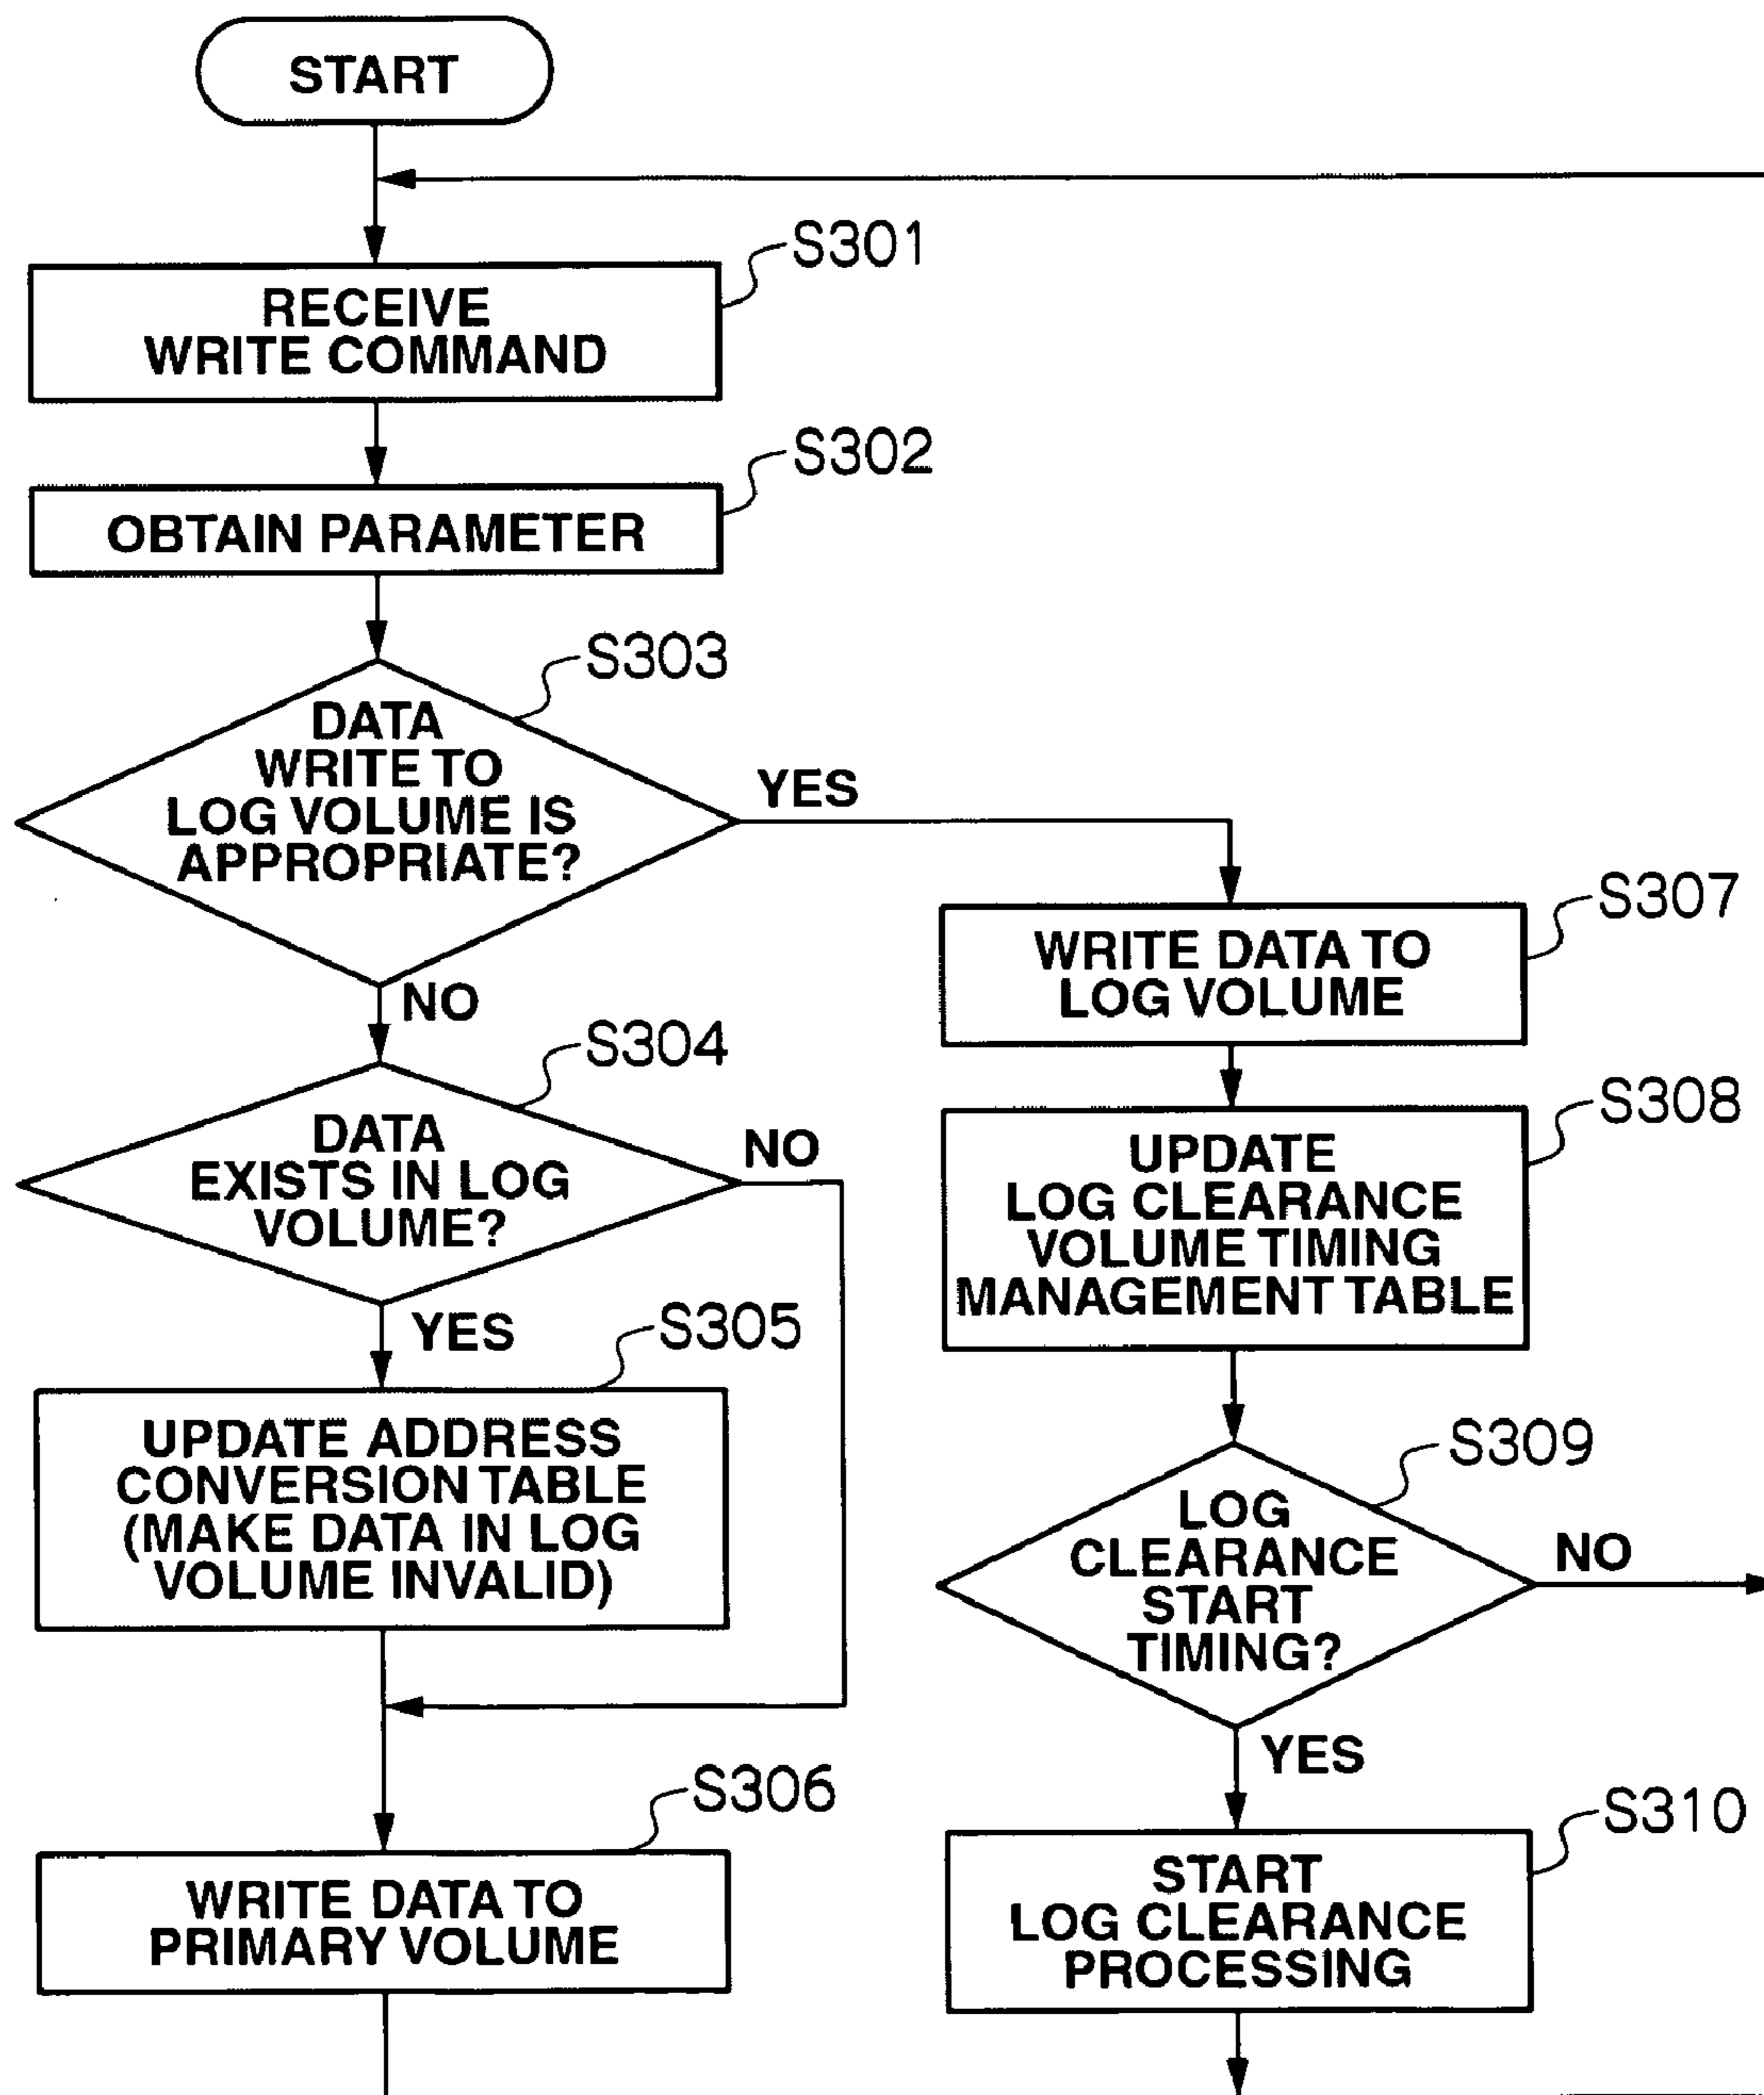 START
S301
RECEIVE
WRITE COMMAND
S302
OBTAIN PARAMETER
S303
DATA
WRITE TO
LOG VOLUME IS
APPROPRIATE?
YES
NO
S304
DATA
EXISTS IN LOG
VOLUME?
NO
YES
S305
UPDATE ADDRESS
CONVERSION TABLE
(MAKE DATA IN LOG
VOLUME INVALID)
S306
WRITE DATA TO
PRIMARY VOLUME
S307
WRITE DATA TO
LOG VOLUME
S308
UPDATE
LOG CLEARANCE
VOLUME TIMING
MANAGEMENT TABLE
S309
LOG
CLEARANCE
START
TIMING?
NO
YES
S310
START
LOG CLEARANCE
PROCESSING